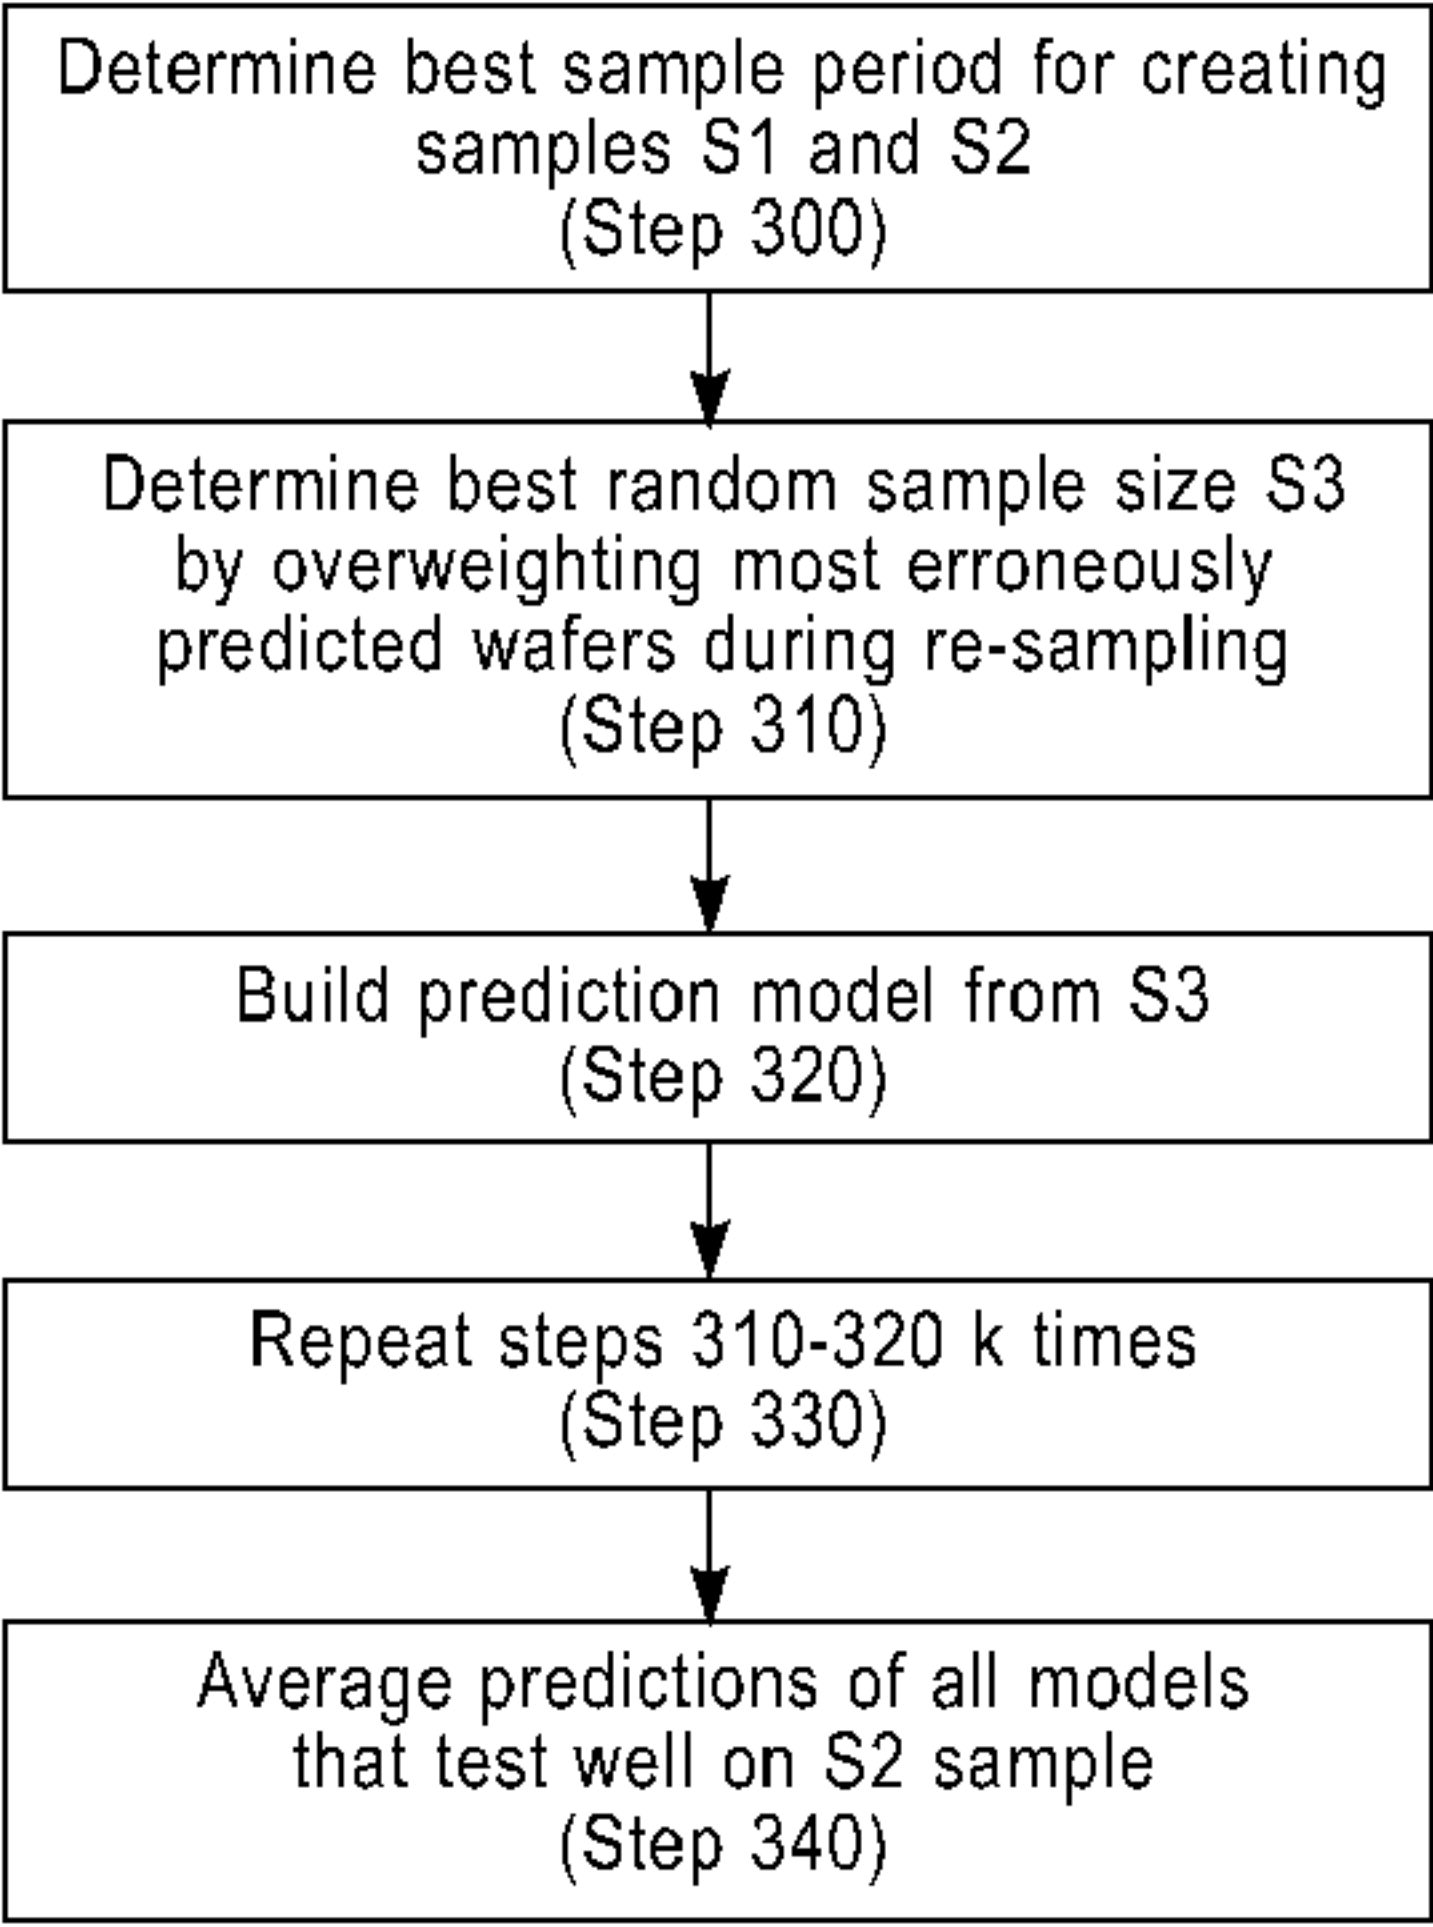 Determine best sample period for creating
samples S1 and S2
(Step 300)
Determine best random sample size S3
by overweighting most erroneously
predicted wafers during re-sampling
(Step 310)
Build prediction model from S3
(Step 320)
Repeat steps 310-320 k times
(Step 330)
Average predictions of all models
that test well on S2 sample
(Step 340)